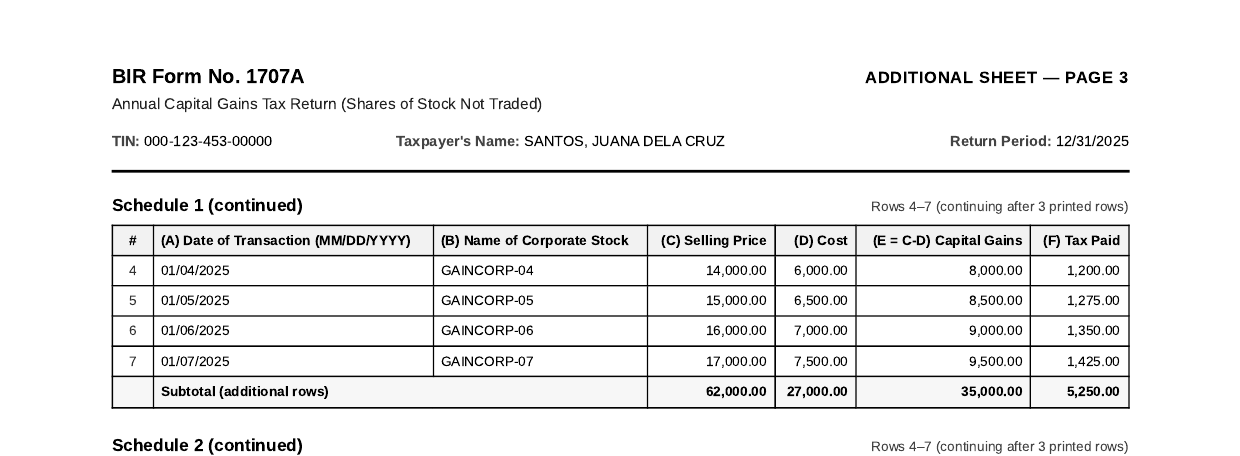 BIR Form No. 1707A
ADDITIONAL SHEET — PAGE 3
Annual Capital Gains Tax Return (Shares of Stock Not Traded)
TIN: 000-123-453-00000 Taxpayer's Name: SANTOS, JUANA DELA CRUZ Return Period: 12/31/2025
Schedule 1 (continued) Rows 4–7 (continuing after 3 printed rows)
# (A) Date of Transaction (MM/DD/YYYY) (B) Name of Corporate Stock (C) Selling Price (D) Cost (E = C-D) Capital Gains (F) Tax Paid
4 01/04/2025 GAINCORP-04 14,000.00 6,000.00 8,000.00 1,200.00
5 01/05/2025 GAINCORP-05 15,000.00 6,500.00 8,500.00 1,275.00
6 01/06/2025 GAINCORP-06 16,000.00 7,000.00 9,000.00 1,350.00
7 01/07/2025 GAINCORP-07 17,000.00 7,500.00 9,500.00 1,425.00
Subtotal (additional rows) 62,000.00 27,000.00 35,000.00 5,250.00
Schedule 2 (continued) Rows 4–7 (continuing after 3 printed rows)